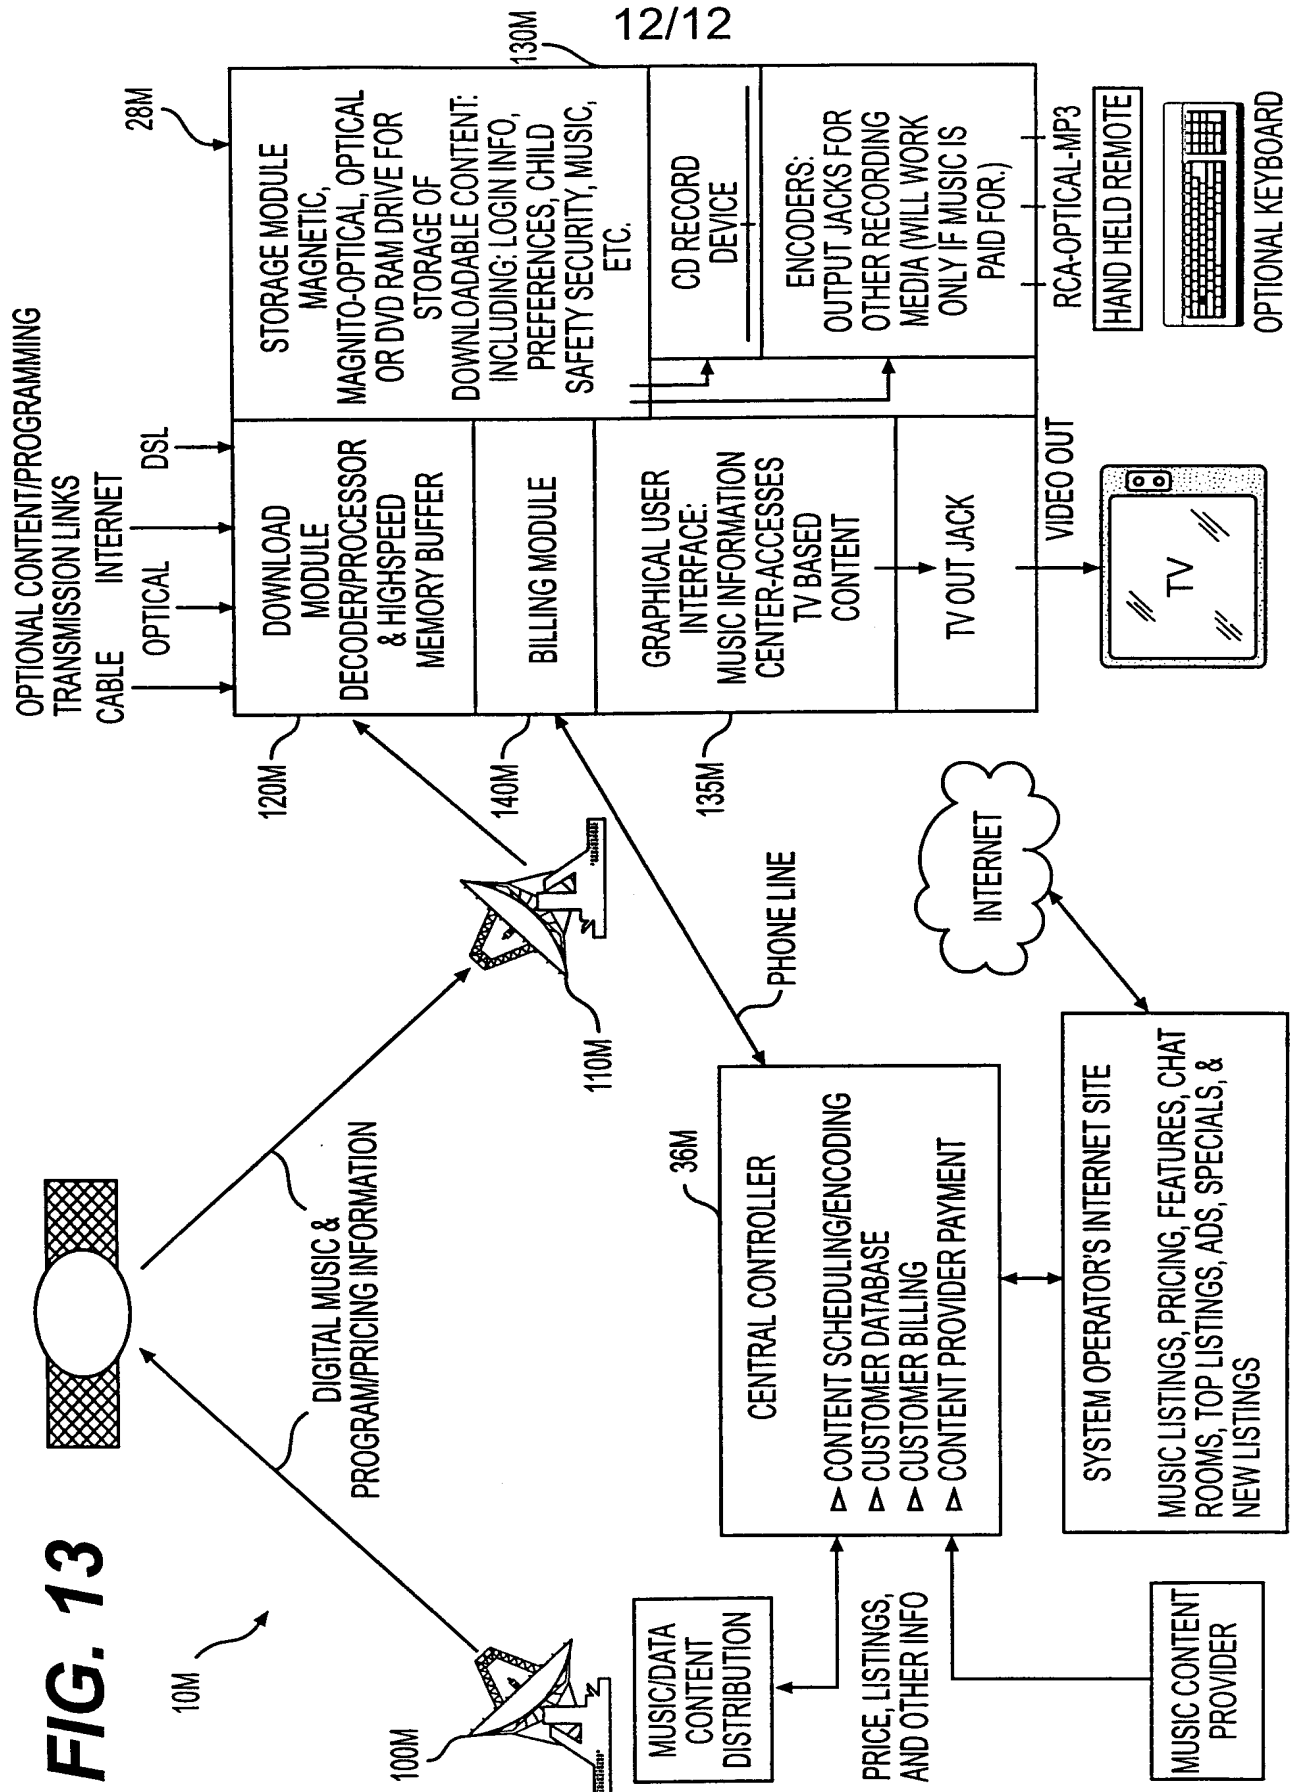 12/12
FIG. 13
10M
100M
DIGITAL MUSIC &
PROGRAM/PRICING INFORMATION
110M
OPTIONAL CONTENT/PROGRAMMING
TRANSMISSION LINKS
CABLE
INTERNET
OPTICAL
DSL
28M
120M
DOWNLOAD
MODULE
DECODER/PROCESSOR
& HIGHSPEED
MEMORY BUFFER
STORAGE MODULE
MAGNETIC,
MAGNITO-OPTICAL, OPTICAL
OR DVD RAM DRIVE FOR
STORAGE OF
DOWNLOADABLE CONTENT:
INCLUDING: LOGIN INFO,
PREFERENCES, CHILD
SAFETY SECURITY, MUSIC,
ETC.
130M
140M
BILLING MODULE
CD RECORD
DEVICE
135M
GRAPHICAL USER
INTERFACE:
MUSIC INFORMATION
CENTER-ACCESSES
TV BASED
CONTENT
ENCODERS:
OUTPUT JACKS FOR
OTHER RECORDING
MEDIA (WILL WORK
ONLY IF MUSIC IS
PAID FOR.)
TV OUT JACK
VIDEO OUT
TV
RCA-OPTICAL-MP3
HAND HELD REMOTE
OPTIONAL KEYBOARD
PHONE LINE
36M
CENTRAL CONTROLLER
▷ CONTENT SCHEDULING/ENCODING
▷ CUSTOMER DATABASE
▷ CUSTOMER BILLING
▷ CONTENT PROVIDER PAYMENT
MUSIC/DATA
CONTENT
DISTRIBUTION
PRICE, LISTINGS,
AND OTHER INFO
MUSIC CONTENT
PROVIDER
SYSTEM OPERATOR'S INTERNET SITE
MUSIC LISTINGS, PRICING, FEATURES, CHAT
ROOMS, TOP LISTINGS, ADS, SPECIALS, &
NEW LISTINGS
INTERNET